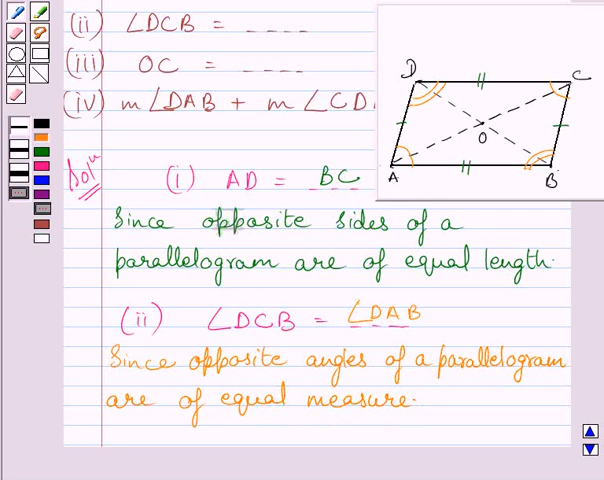 (ii) ∠DCB = ____
(iii) OC = ____
(iv) m∠DAB + m∠CD
D
C
O
A
B
Solⁿ (i) AD = BC
Since opposite sides of a
parallelogram are of equal length.
(ii) ∠DCB = ∠DAB
Since opposite angles of a parallelogram
are of equal measure.